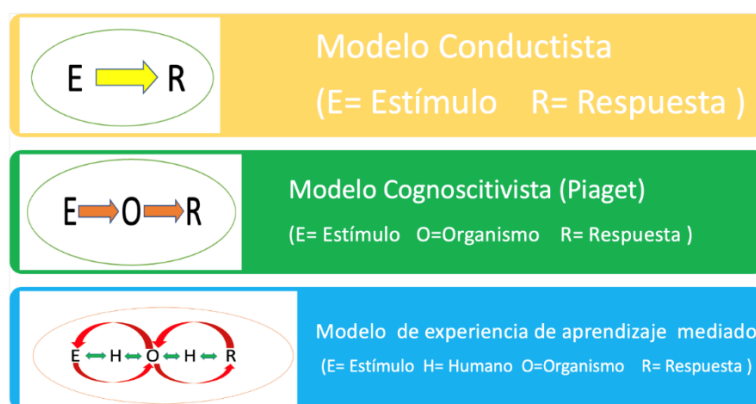 E R
Modelo Conductista
(E= Estímulo R= Respuesta )
E O R
Modelo Cognoscitivista (Piaget)
(E= Estímulo O=Organismo R= Respuesta )
E H O H R
Modelo de experiencia de aprendizaje mediado
(E= Estímulo H= Humano O=Organismo R= Respuesta )